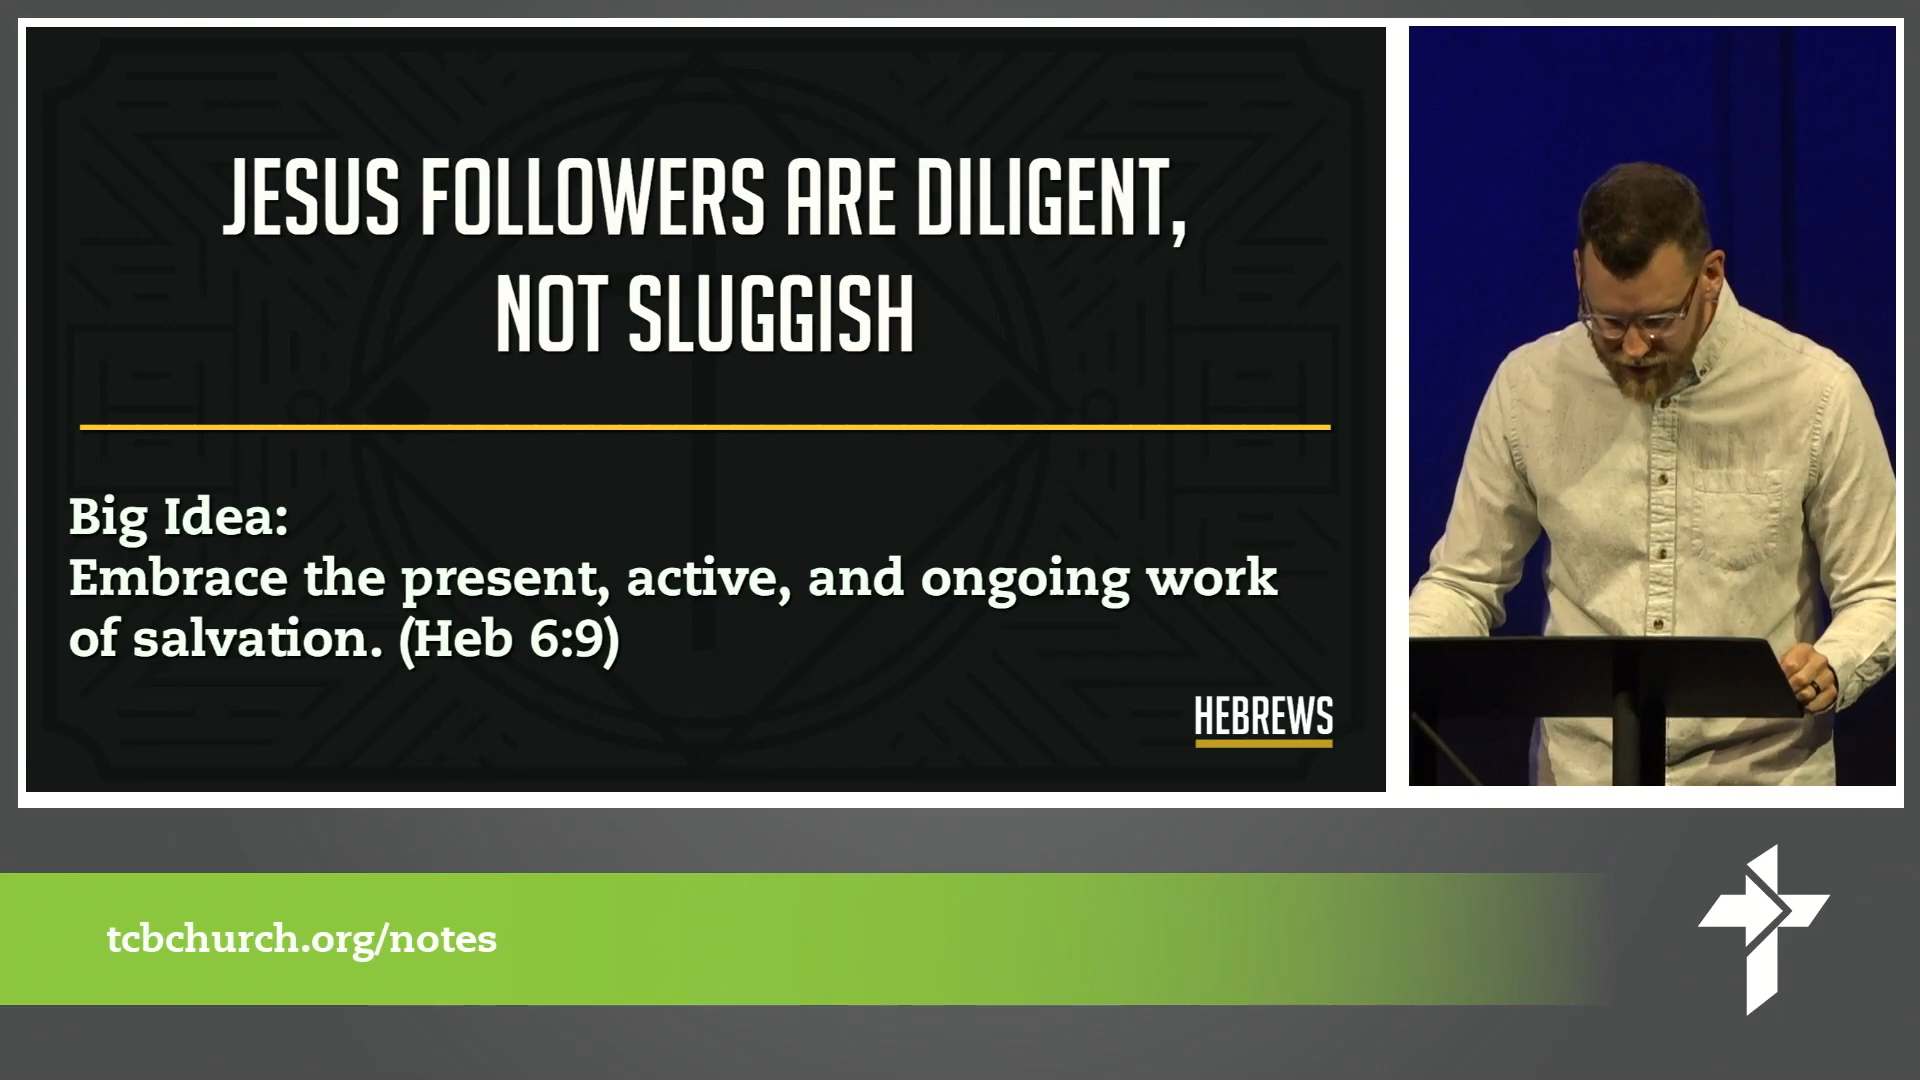 JESUS FOLLOWERS ARE DILIGENT,
NOT SLUGGISH
Big Idea:
Embrace the present, active, and ongoing work
of salvation. (Heb 6:9)
HEBREWS
tcbchurch.org/notes